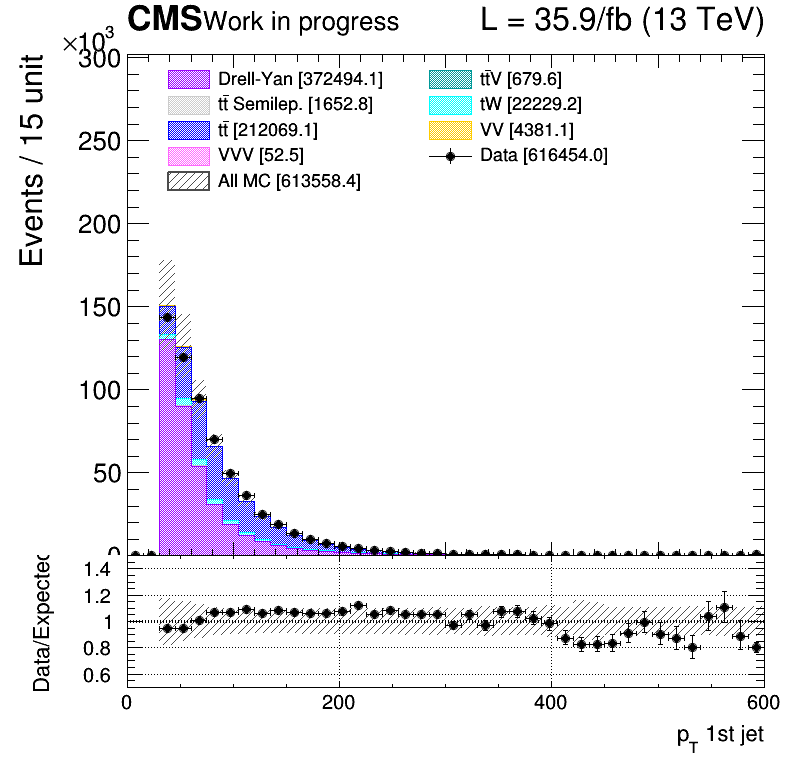 CMS Work in progress L = 35.9/fb (13 TeV)
×10³
Events / 15 unit
300
250
200
150
100
50
0
Drell-Yan [372494.1]
tt̄ Semilep. [1652.8]
tt̄ [212069.1]
VVV [52.5]
All MC [613558.4]
tt̄V [679.6]
tW [22229.2]
VV [4381.1]
Data [616454.0]
Data/Expected
1.4
1.2
1
0.8
0.6
0 200 400 600
p_T 1st jet